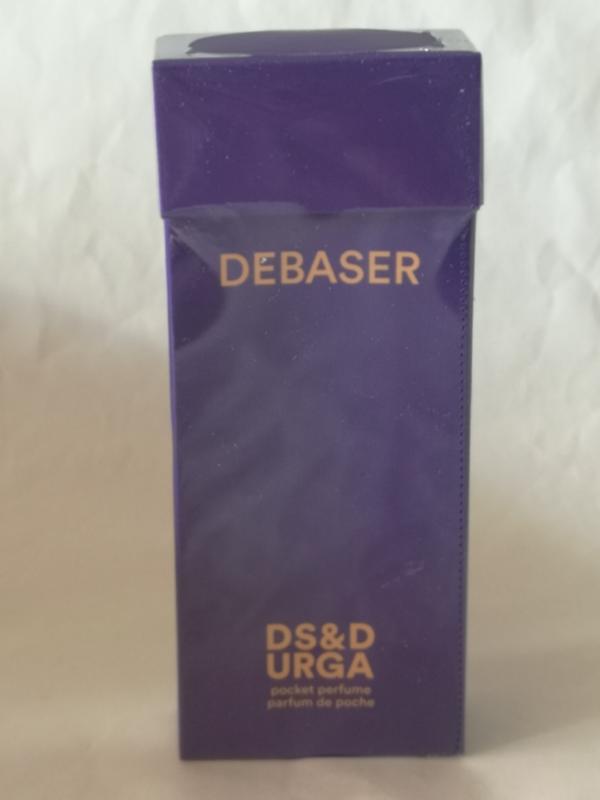 DEBASER
DS&D
URGA
pocket perfume
parfum de poche